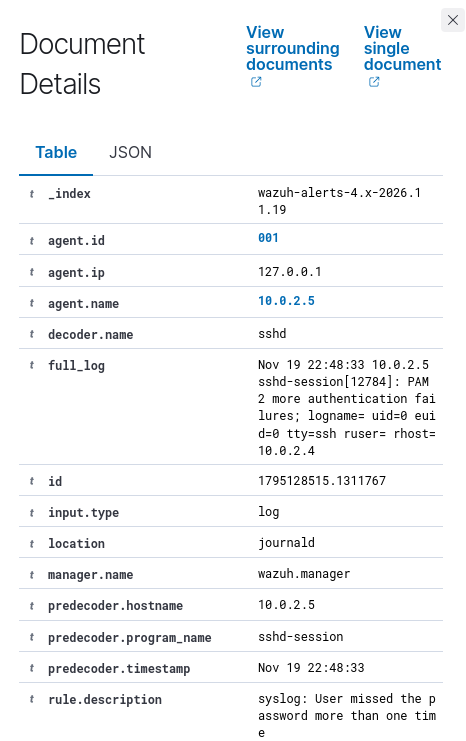 Document
Details
View
surrounding
documents
View
single
document
Table
JSON
t _index wazuh-alerts-4.x-2026.1
1.19
t agent.id 001
t agent.ip 127.0.0.1
t agent.name 10.0.2.5
t decoder.name sshd
t full_log Nov 19 22:48:33 10.0.2.5
sshd-session[12784]: PAM
2 more authentication fai
lures; logname= uid=0 eui
d=0 tty=ssh ruser= rhost=
10.0.2.4
t id 1795128515.1311767
t input.type log
t location journald
t manager.name wazuh.manager
t predecoder.hostname 10.0.2.5
t predecoder.program_name sshd-session
t predecoder.timestamp Nov 19 22:48:33
t rule.description syslog: User missed the p
assword more than one tim
e